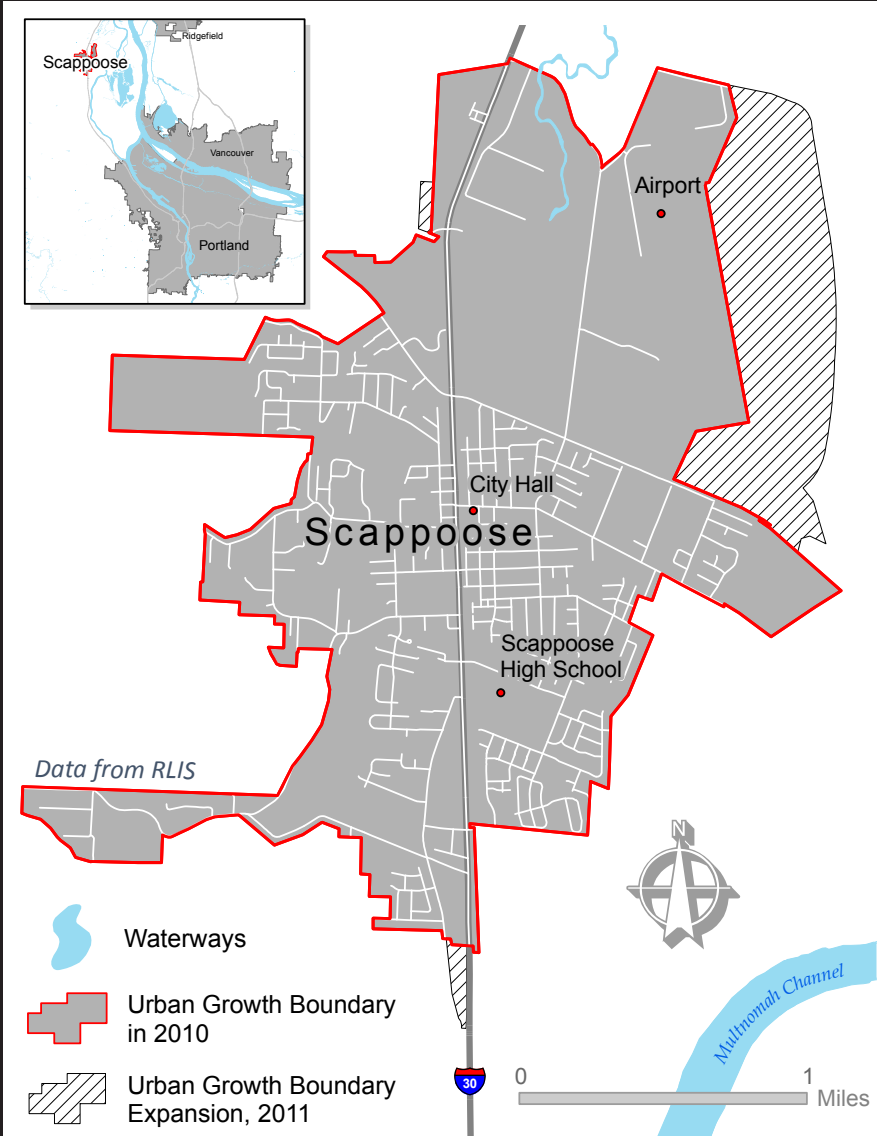 Ridgefield
Scappoose
Vancouver
Portland
Airport
City Hall
Scappoose
Scappoose
High School
Data from RLIS
N
Waterways
Urban Growth Boundary
in 2010
Urban Growth Boundary
Expansion, 2011
30
0
1
Miles
Multnomah Channel